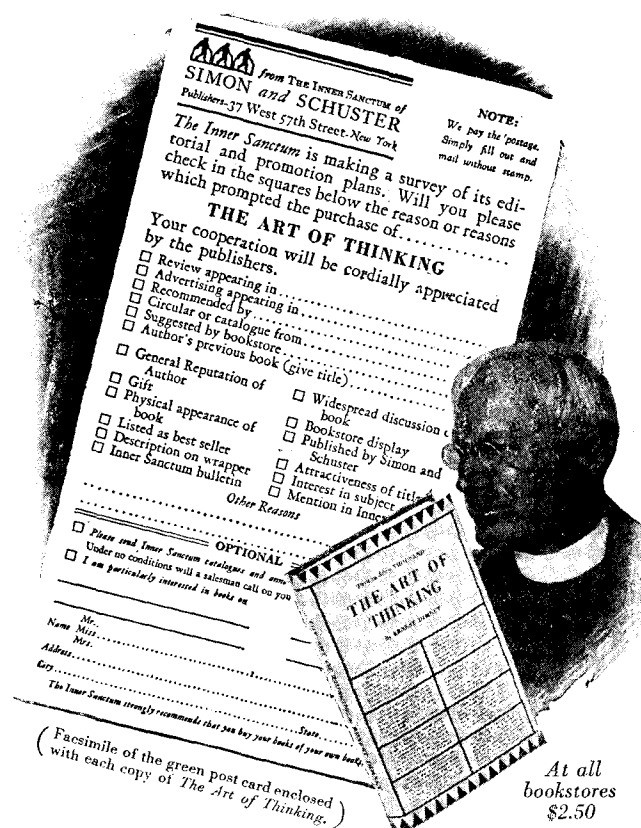 from THE INNER SANCTUM of
SIMON and SCHUSTER
Publishers-37 West 57th Street-New York
NOTE:
We pay the postage.
Simply fill out and
mail without stamp.
The Inner Sanctum is making a survey of its edi-
torial and promotion plans. Will you please
check in the squares below the reason or reasons
which prompted the purchase of..............
THE ART OF THINKING
Your cooperation will be cordially appreciated
by the publishers.
Review appearing in
Advertising appearing in
Recommended by
Circular or catalogue from
Suggested by bookstore
Author's previous book (give title)
General Reputation of
Author
Gift
Physical appearance of
book
Listed as best seller
Description on wrapper
Inner Sanctum bulletin
Widespread discussion
book
Bookstore display
Published by Simon and
Schuster
Attractiveness of title
Interest in subject
Mention in Inner
Other Reasons
OPTIONAL
Please send Inner Sanctum catalogues and
Under no conditions will a salesman call on you
I am particularly interested in books on
Mr.
Name Miss
Mrs.
Address
City State
The Inner Sanctum strongly recommends that you buy your books of your own bookseller
THE ART OF
THINKING
By ERNEST DIMNET
(Facsimile of the green post card enclosed
with each copy of The Art of Thinking.)
At all
bookstores
$2.50